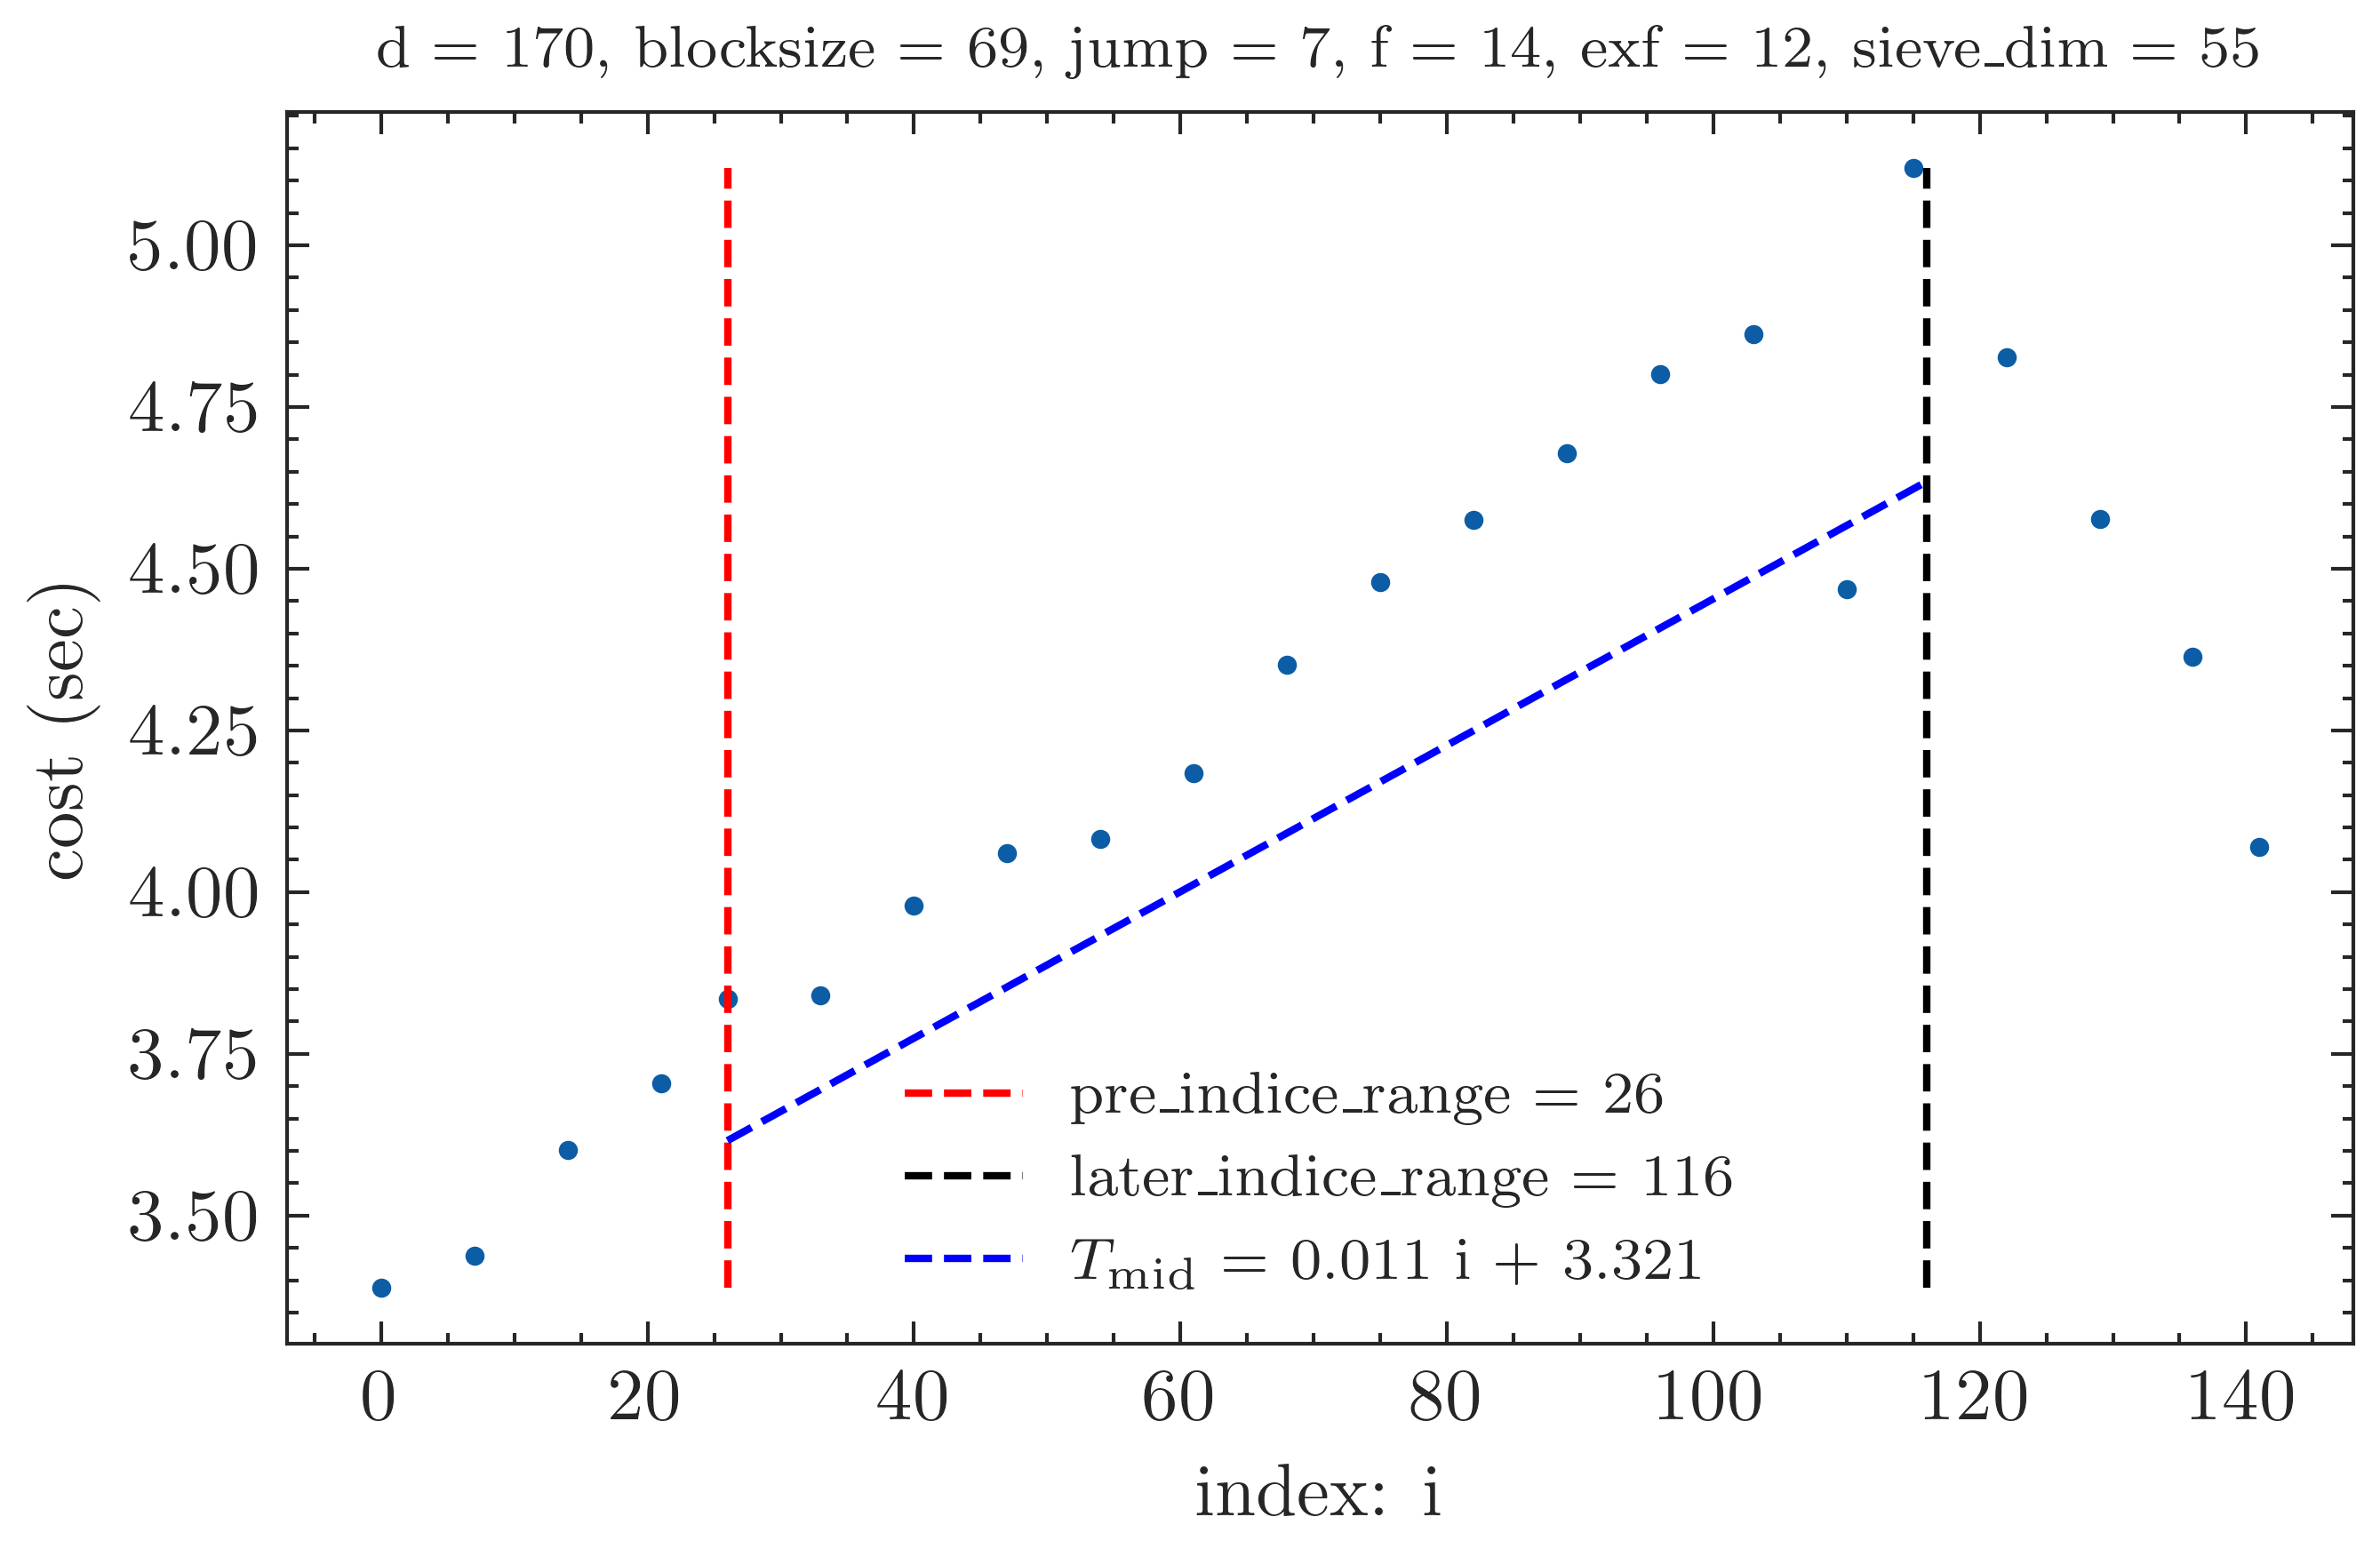 d = 170, blocksize = 69, jump = 7, f = 14, exf = 12, sieve_dim = 55
cost (sec)
5.00
4.75
4.50
4.25
4.00
3.75
3.50
pre_indice_range = 26
later_indice_range = 116
T_mid = 0.011 i + 3.321
0 20 40 60 80 100 120 140
index: i